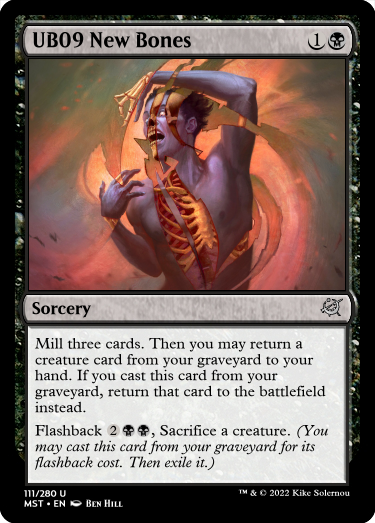 UB09 New Bones 1
Sorcery
Mill three cards. Then you may return a
creature card from your graveyard to your
hand. If you cast this card from your
graveyard, return that card to the battlefield
instead.
Flashback 2, Sacrifice a creature. (You
may cast this card from your graveyard for its
flashback cost. Then exile it.)
111/280 U
MST • EN BEN HILL
™ & © 2022 Kike Solernou